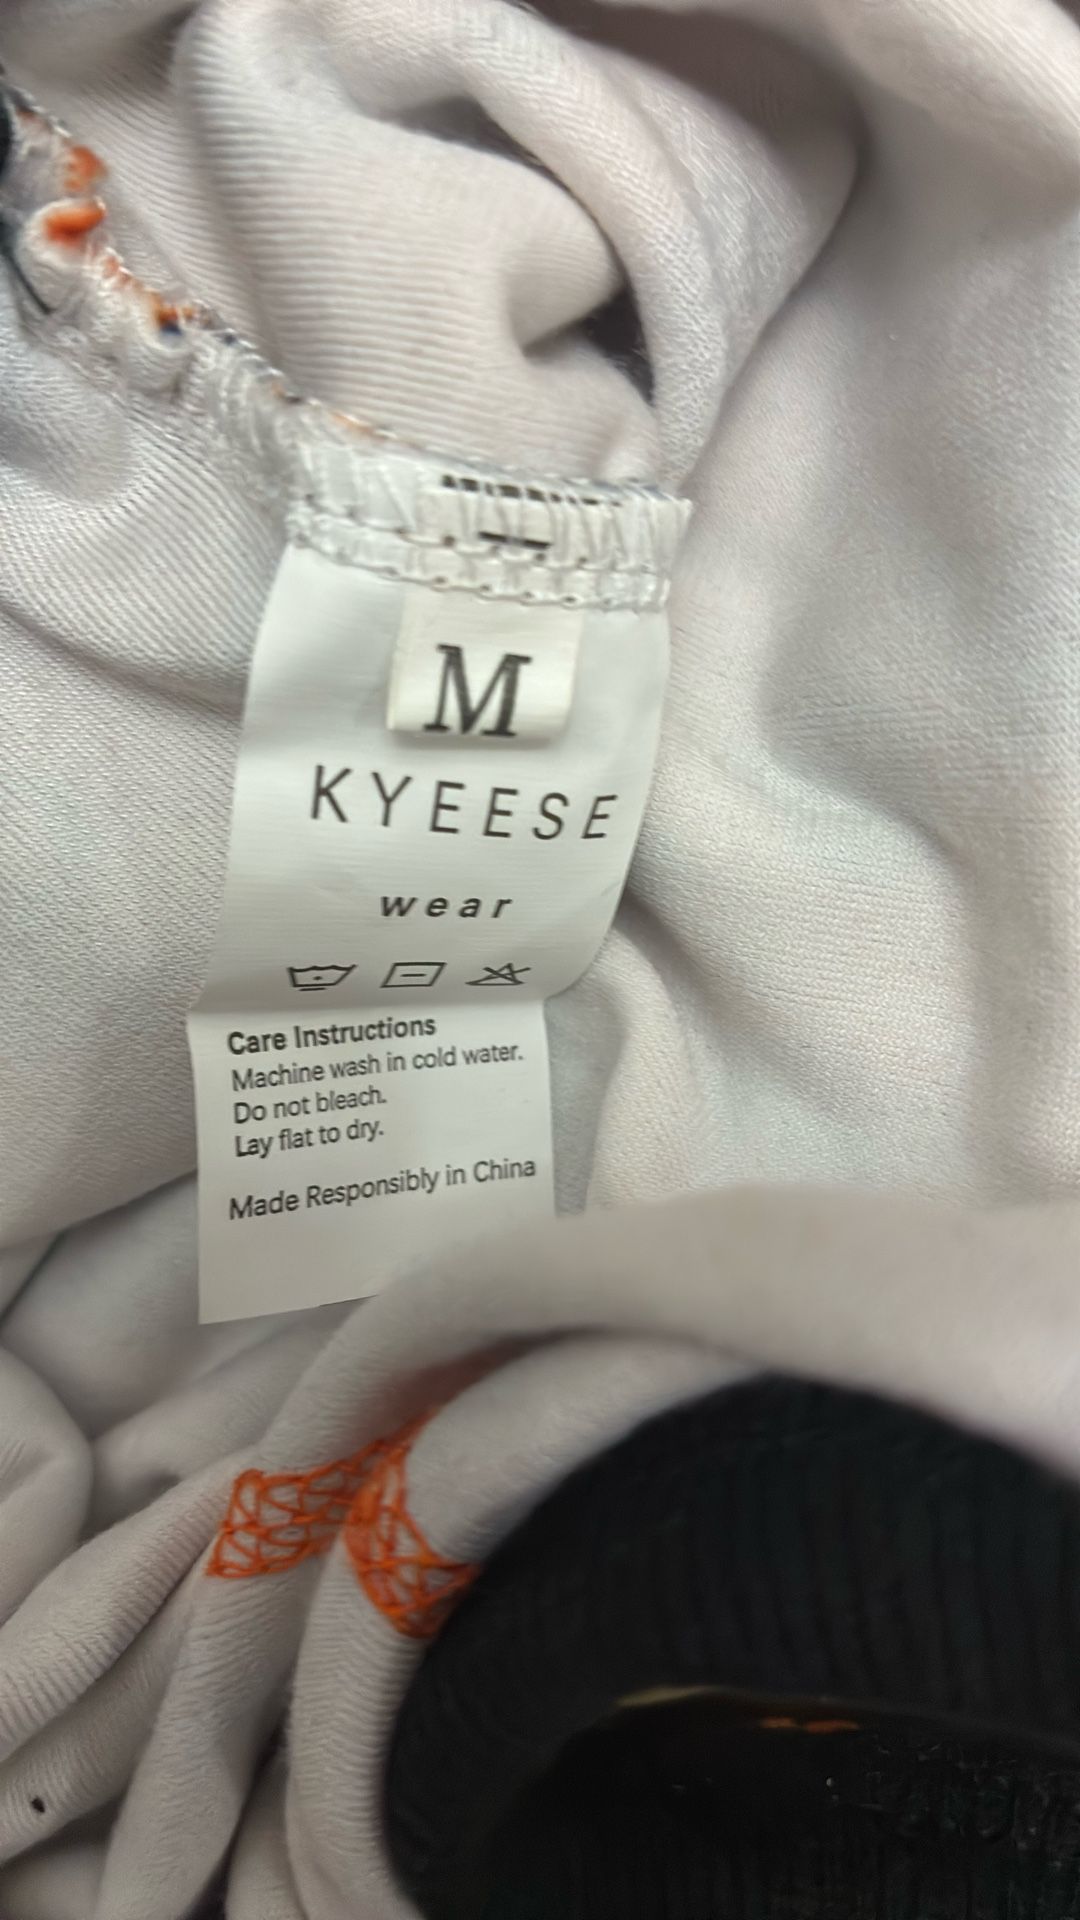 M
KYEESE
wear
Care Instructions
Machine wash in cold water.
Do not bleach.
Lay flat to dry.
Made Responsibly in China